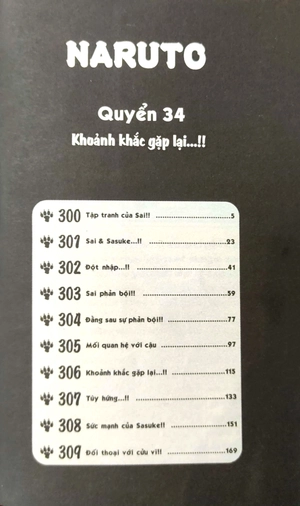 NARUTO
Quyển 34
Khoảnh khắc gặp lại...!!
300 Tập tranh của Sai!! ........................ 5
301 Sai & Sasuke...!! ........................ 23
302 Đột nhập...!! ........................ 41
303 Sai phản bội!! ........................ 59
304 Đằng sau sự phản bội!! ........................ 77
305 Mối quan hệ với cậu ........................ 97
306 Khoảnh khắc gặp lại...!! ........................ 115
307 Tùy hứng...!! ........................ 133
308 Sức mạnh của Sasuke!! ........................ 151
309 Đối thoại với cửu vĩ!! ........................ 169